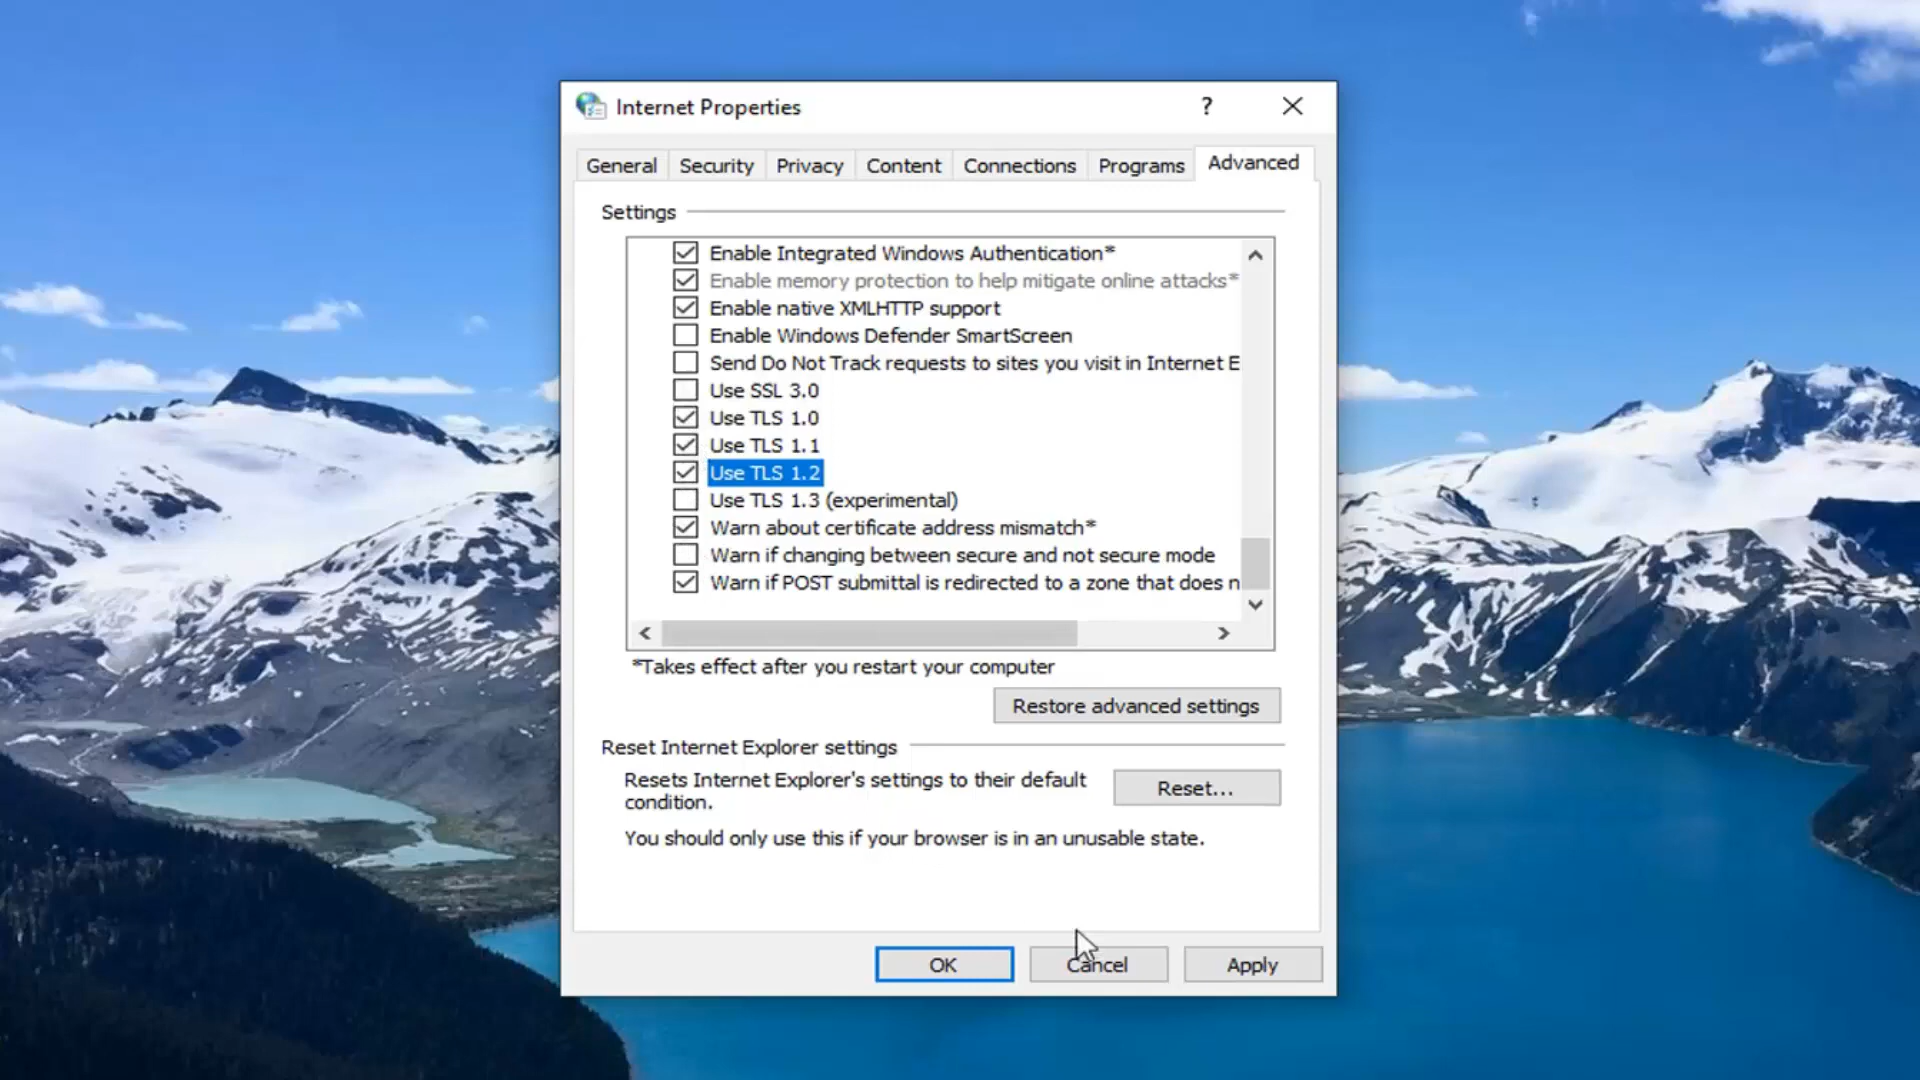 Internet Properties
?
General Security Privacy Content Connections Programs Advanced
Settings
Enable Integrated Windows Authentication*
Enable memory protection to help mitigate online attacks*
Enable native XMLHTTP support
Enable Windows Defender SmartScreen
Send Do Not Track requests to sites you visit in Internet E
Use SSL 3.0
Use TLS 1.0
Use TLS 1.1
Use TLS 1.2
Use TLS 1.3 (experimental)
Warn about certificate address mismatch*
Warn if changing between secure and not secure mode
Warn if POST submittal is redirected to a zone that does n
*Takes effect after you restart your computer
Restore advanced settings
Reset Internet Explorer settings
Resets Internet Explorer's settings to their default
condition.
Reset...
You should only use this if your browser is in an unusable state.
OK Cancel Apply